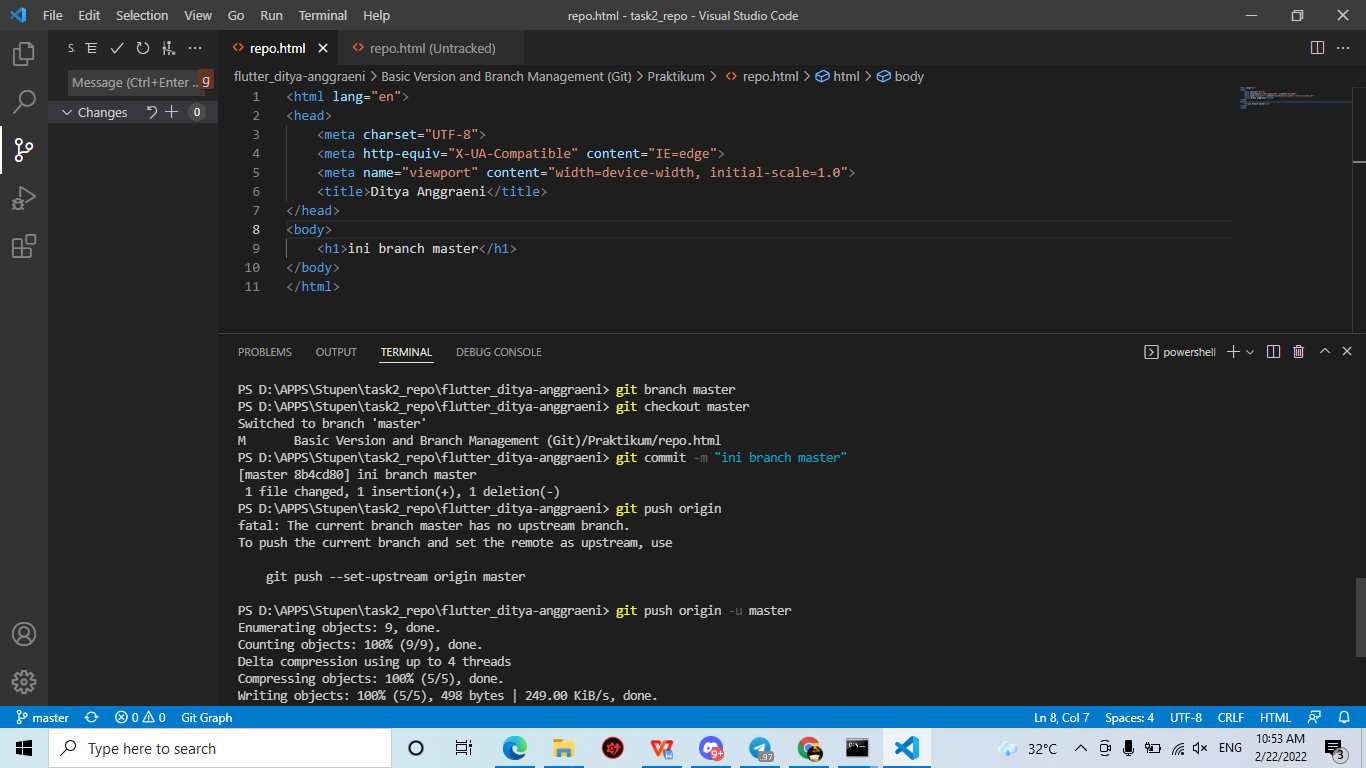 File Edit Selection View Go Run Terminal Help
repo.html - task2_repo - Visual Studio Code
S.
Message (Ctrl+Enter ..
g
Changes 0
repo.html
repo.html (Untracked)
flutter_ditya-anggraeni > Basic Version and Branch Management (Git) > Praktikum > repo.html > html > body
1 <html lang="en">
2 <head>
3 <meta charset="UTF-8">
4 <meta http-equiv="X-UA-Compatible" content="IE=edge">
5 <meta name="viewport" content="width=device-width, initial-scale=1.0">
6 <title>Ditya Anggraeni</title>
7 </head>
8 <body>
9 <h1>ini branch master</h1>
10 </body>
11 </html>
PROBLEMS OUTPUT TERMINAL DEBUG CONSOLE
powershell
PS D:\APPS\Stupen\task2_repo\flutter_ditya-anggraeni> git branch master
PS D:\APPS\Stupen\task2_repo\flutter_ditya-anggraeni> git checkout master
Switched to branch 'master'
M Basic Version and Branch Management (Git)/Praktikum/repo.html
PS D:\APPS\Stupen\task2_repo\flutter_ditya-anggraeni> git commit -m "ini branch master"
[master 8b4cd80] ini branch master
1 file changed, 1 insertion(+), 1 deletion(-)
PS D:\APPS\Stupen\task2_repo\flutter_ditya-anggraeni> git push origin
fatal: The current branch master has no upstream branch.
To push the current branch and set the remote as upstream, use
git push --set-upstream origin master
PS D:\APPS\Stupen\task2_repo\flutter_ditya-anggraeni> git push origin -u master
Enumerating objects: 9, done.
Counting objects: 100% (9/9), done.
Delta compression using up to 4 threads
Compressing objects: 100% (5/5), done.
Writing objects: 100% (5/5), 498 bytes | 249.00 KiB/s, done.
master 0 0 Git Graph
Ln 8, Col 7 Spaces: 4 UTF-8 CRLF HTML
Type here to search
9+
.97
32°C
ENG
10:53 AM
2/22/2022
3